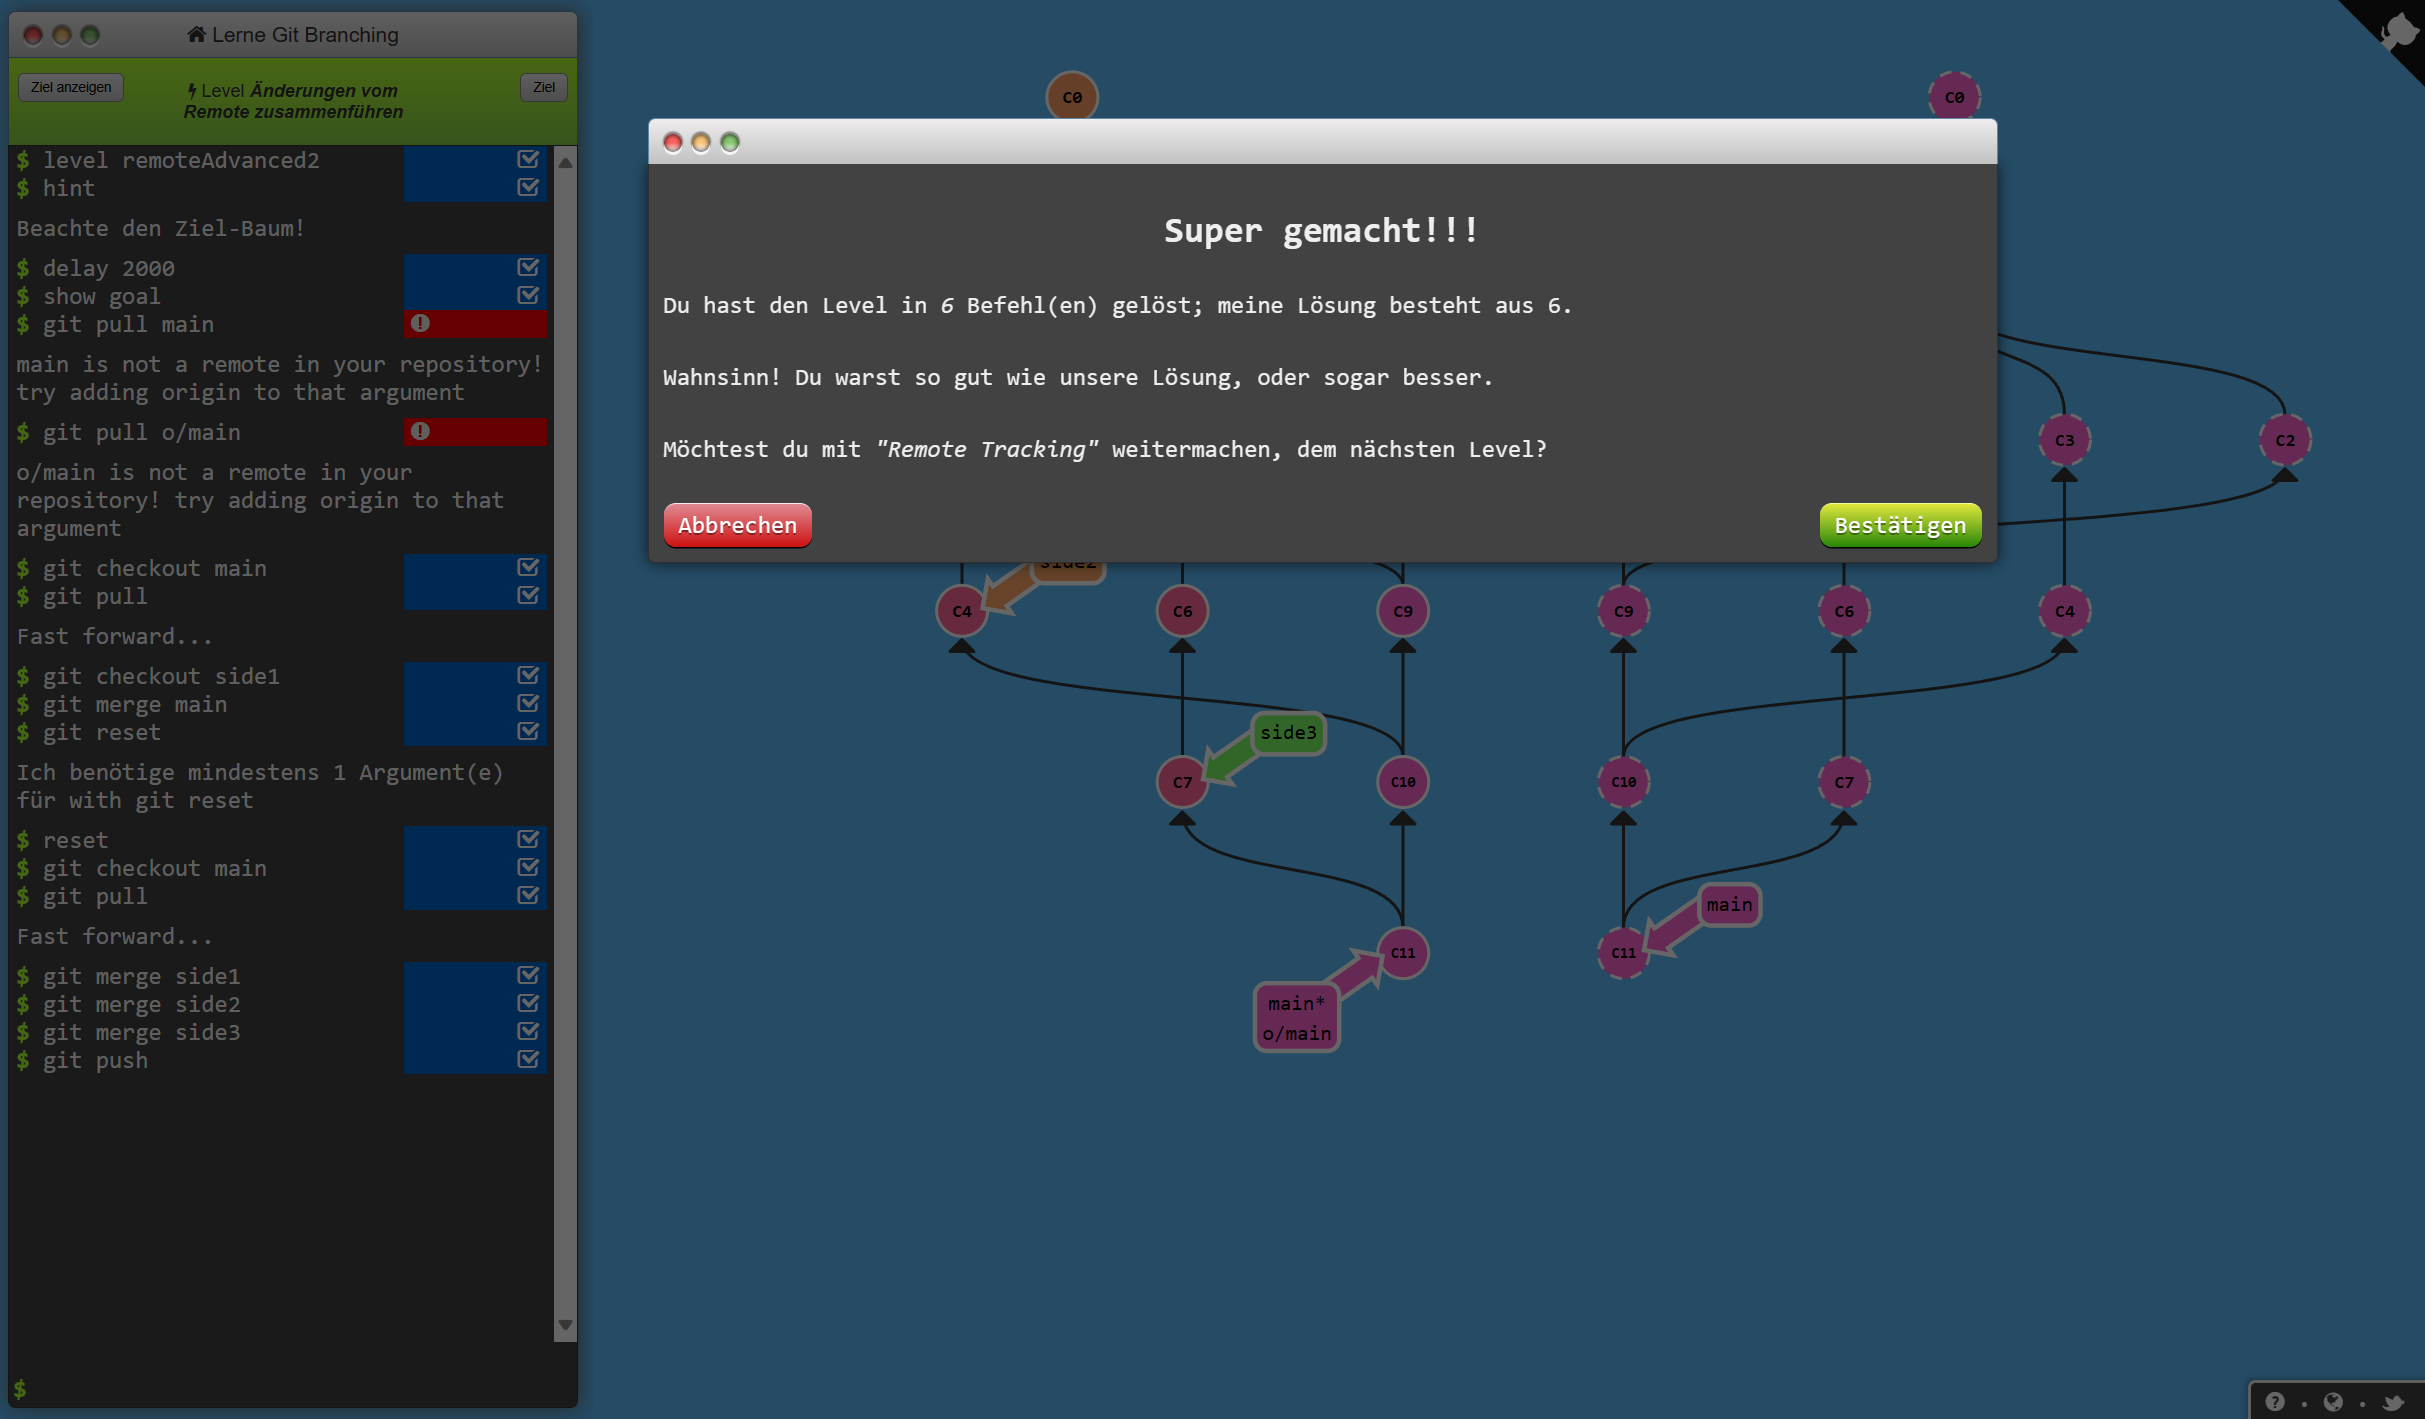 Lerne Git Branching
Ziel anzeigen
Level Änderungen vom
Remote zusammenführen
Ziel
$ level remoteAdvanced2
$ hint
Beachte den Ziel-Baum!
$ delay 2000
$ show goal
$ git pull main
main is not a remote in your repository!
try adding origin to that argument
$ git pull o/main
o/main is not a remote in your
repository! try adding origin to that
argument
$ git checkout main
$ git pull
Fast forward...
$ git checkout side1
$ git merge main
$ git reset
Ich benötige mindestens 1 Argument(e)
für with git reset
$ reset
$ git checkout main
$ git pull
Fast forward...
$ git merge side1
$ git merge side2
$ git merge side3
$ git push
$
C0
C0
Super gemacht!!!
Du hast den Level in 6 Befehl(en) gelöst; meine Lösung besteht aus 6.
Wahnsinn! Du warst so gut wie unsere Lösung, oder sogar besser.
Möchtest du mit "Remote Tracking" weitermachen, dem nächsten Level?
Abbrechen
Bestätigen
C3
C2
side2
C4
C6
C9
C9
C6
C4
side3
C7
C10
C10
C7
main
C11
C11
main*
o/main